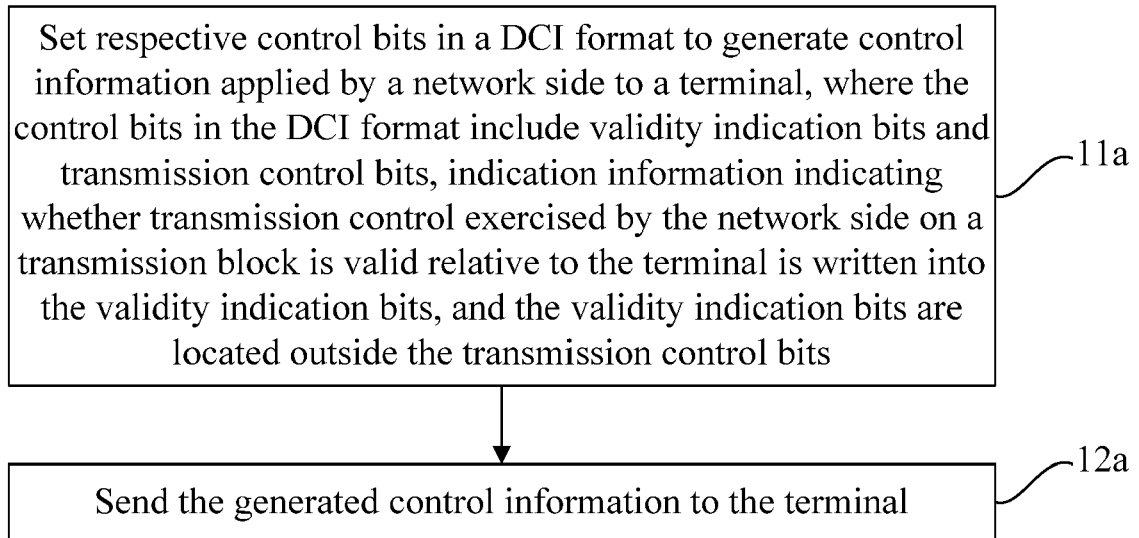 Set respective control bits in a DCI format to generate control
information applied by a network side to a terminal, where the
control bits in the DCI format include validity indication bits and
transmission control bits, indication information indicating
whether transmission control exercised by the network side on a
transmission block is valid relative to the terminal is written into
the validity indication bits, and the validity indication bits are
located outside the transmission control bits
11a
12a
Send the generated control information to the terminal